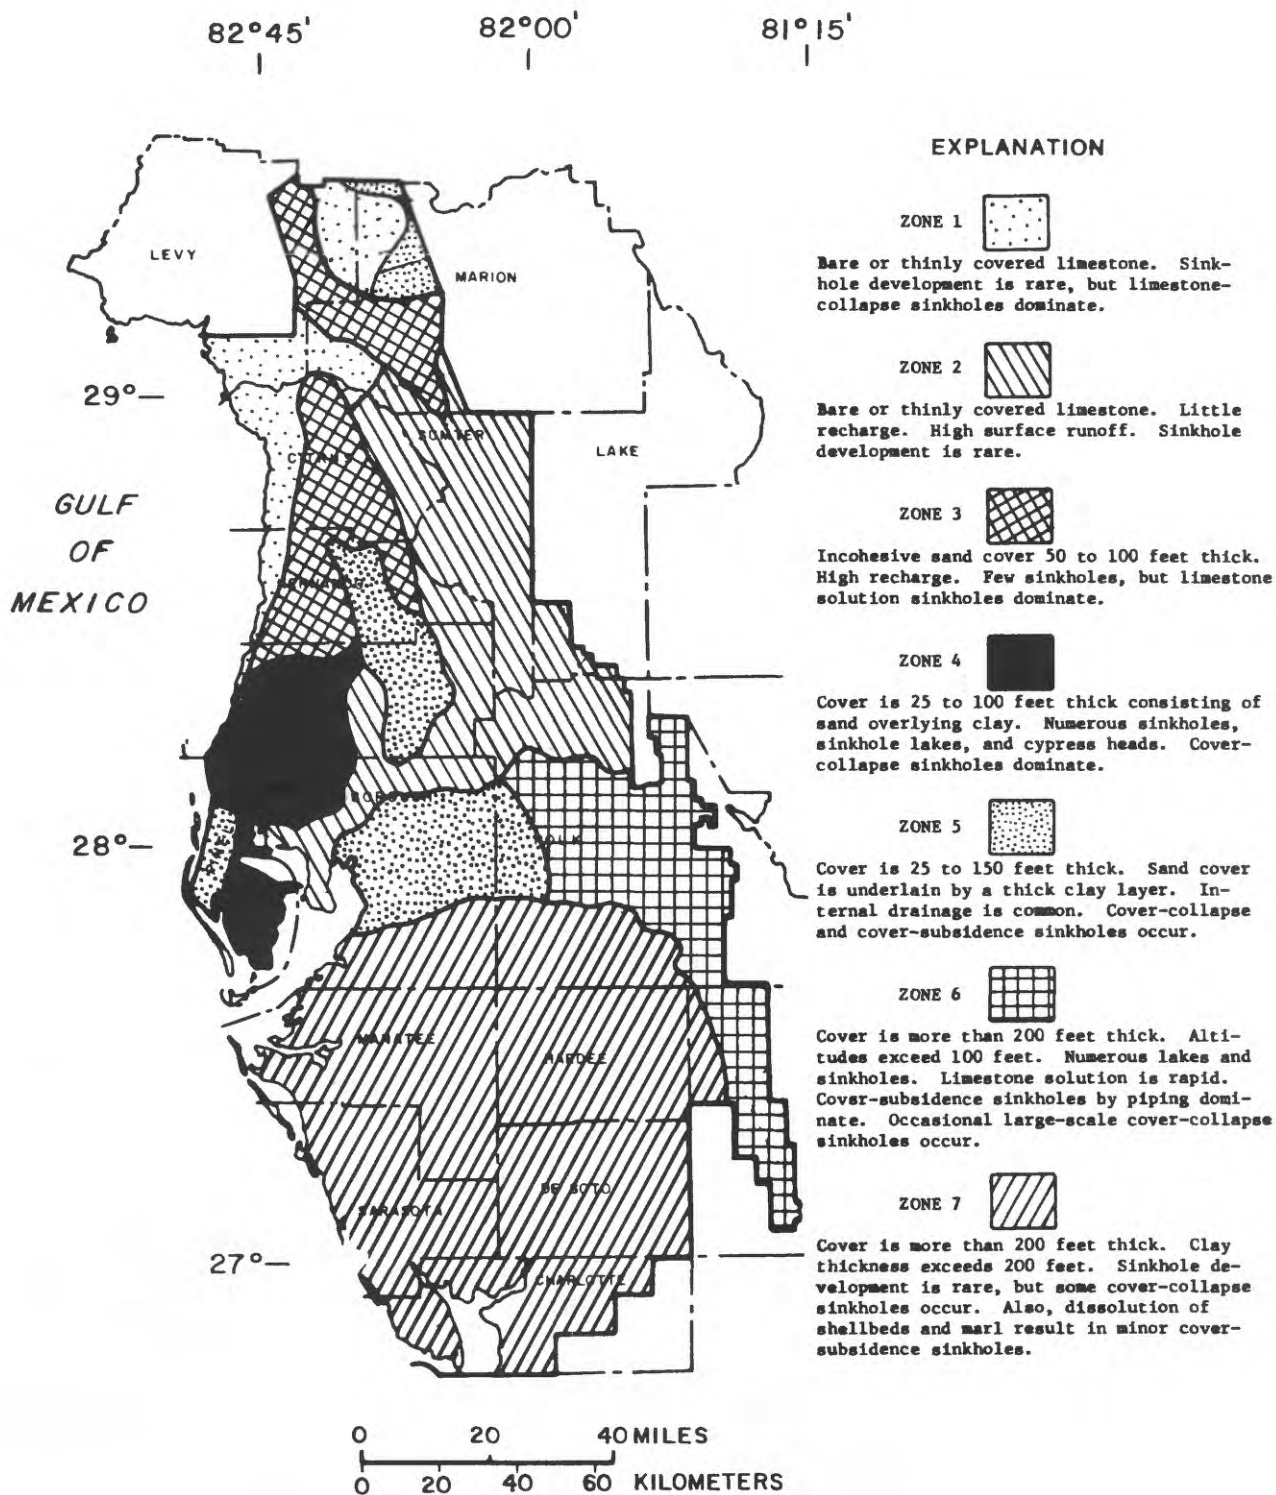 82°45'
82°00'
81°15'
EXPLANATION
ZONE 1
Bare or thinly covered limestone. Sink-
hole development is rare, but limestone-
collapse sinkholes dominate.
ZONE 2
Bare or thinly covered limestone. Little
recharge. High surface runoff. Sinkhole
development is rare.
ZONE 3
Incohesive sand cover 50 to 100 feet thick.
High recharge. Few sinkholes, but limestone
solution sinkholes dominate.
ZONE 4
Cover is 25 to 100 feet thick consisting of
sand overlying clay. Numerous sinkholes,
sinkhole lakes, and cypress heads. Cover-
collapse sinkholes dominate.
ZONE 5
Cover is 25 to 150 feet thick. Sand cover
is underlain by a thick clay layer. In-
ternal drainage is common. Cover-collapse
and cover-subsidence sinkholes occur.
ZONE 6
Cover is more than 200 feet thick. Alti-
tudes exceed 100 feet. Numerous lakes and
sinkholes. Limestone solution is rapid.
Cover-subsidence sinkholes by piping domi-
nate. Occasional large-scale cover-collapse
sinkholes occur.
ZONE 7
Cover is more than 200 feet thick. Clay
thickness exceeds 200 feet. Sinkhole de-
velopment is rare, but some cover-collapse
sinkholes occur. Also, dissolution of
shellbeds and marl result in minor cover-
subsidence sinkholes.
LEVY
MARION
29°
SUMTER
LAKE
GULF
OF
MEXICO
28°
POLK
MANATEE
HARDEE
DE SOTO
SARASOTA
27°
CHARLOTTE
0 20 40 MILES
0 20 40 60 KILOMETERS